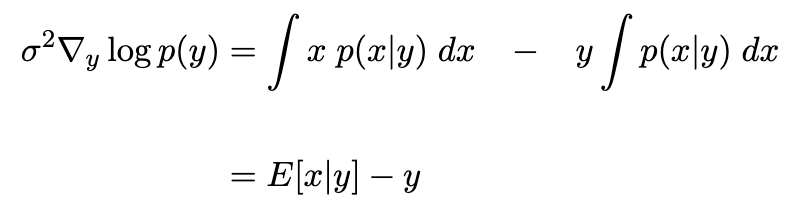 σ²∇_y log p(y) = ∫ x p(x|y) dx − y ∫ p(x|y) dx
= E[x|y] − y